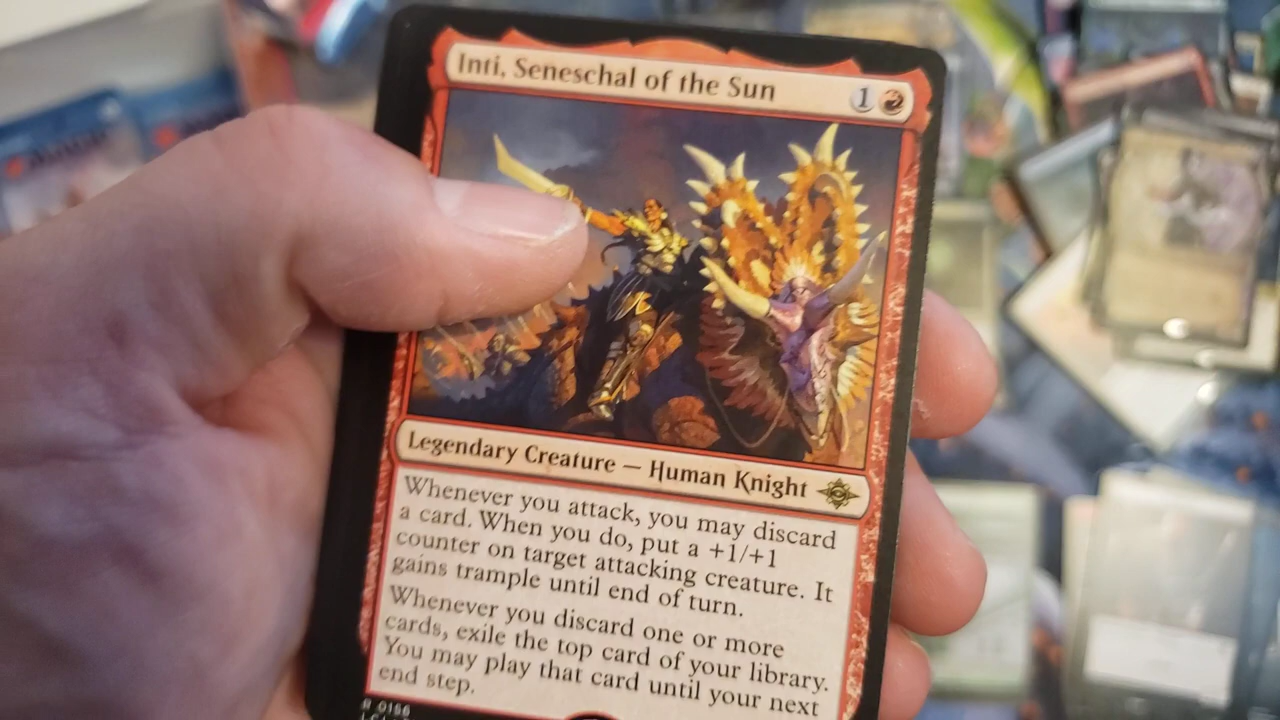 Inti, Seneschal of the Sun 1
Legendary Creature — Human Knight
Whenever you attack, you may discard
a card. When you do, put a +1/+1
counter on target attacking creature. It
gains trample until end of turn.
Whenever you discard one or more
cards, exile the top card of your library.
You may play that card until your next
end step.
R 0156